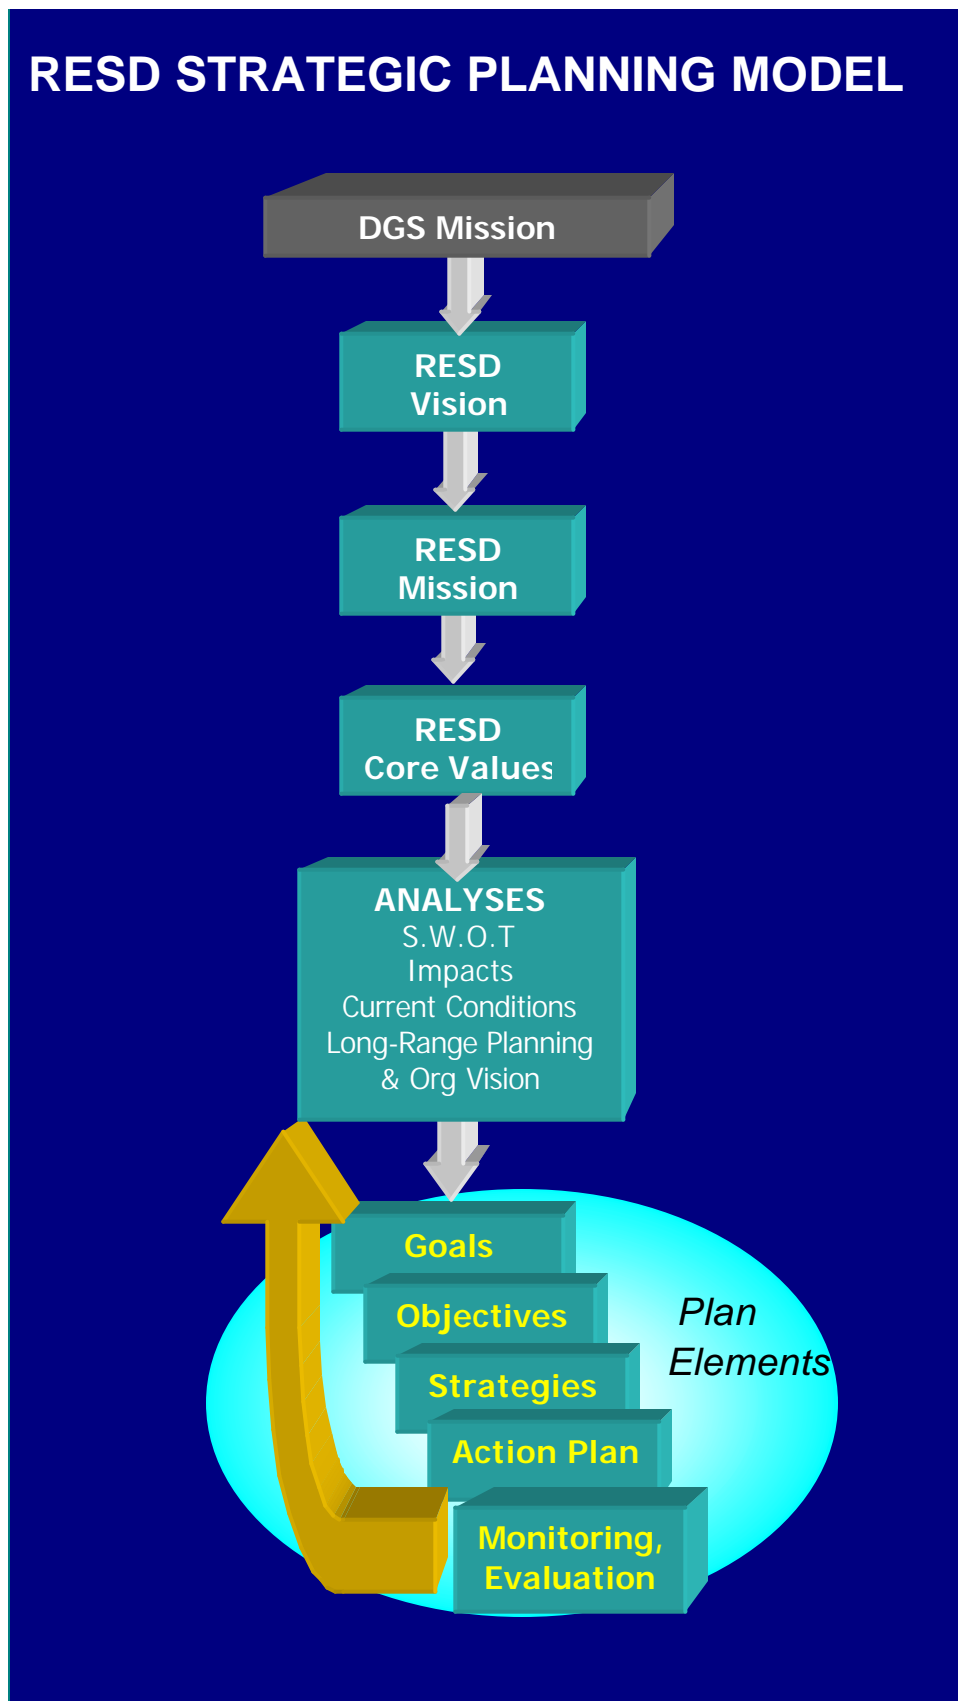 RESD STRATEGIC PLANNING MODEL
DGS Mission
RESD
Vision
RESD
Mission
RESD
Core Values
ANALYSES
S.W.O.T
Impacts
Current Conditions
Long-Range Planning
& Org Vision
Goals
Objectives
Strategies
Action Plan
Monitoring,
Evaluation
Plan
Elements